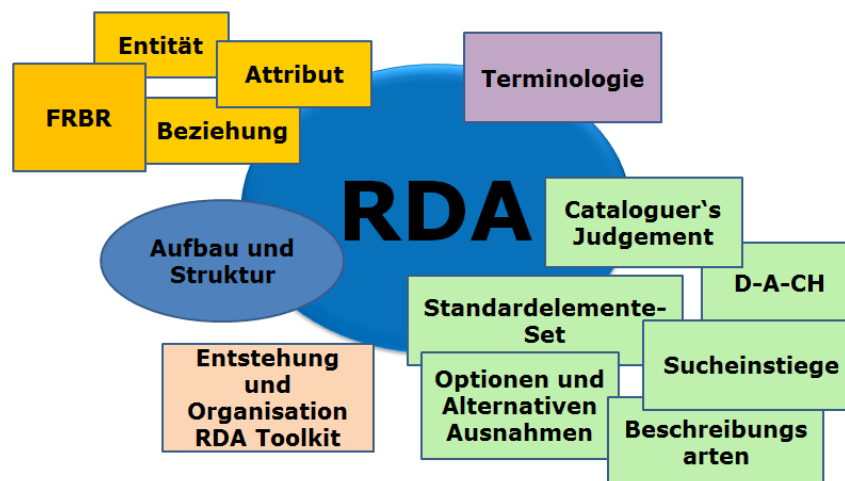 Entität
Attribut
FRBR
Beziehung
Terminologie
RDA
Cataluguer‘s
Judgement
Aufbau und
Struktur
D-A-CH
Standardelemente-
Set
Sucheinstiege
Entstehung
und
Organisation
RDA Toolkit
Optionen und
Alternativen
Ausnahmen
Beschreibungs
arten